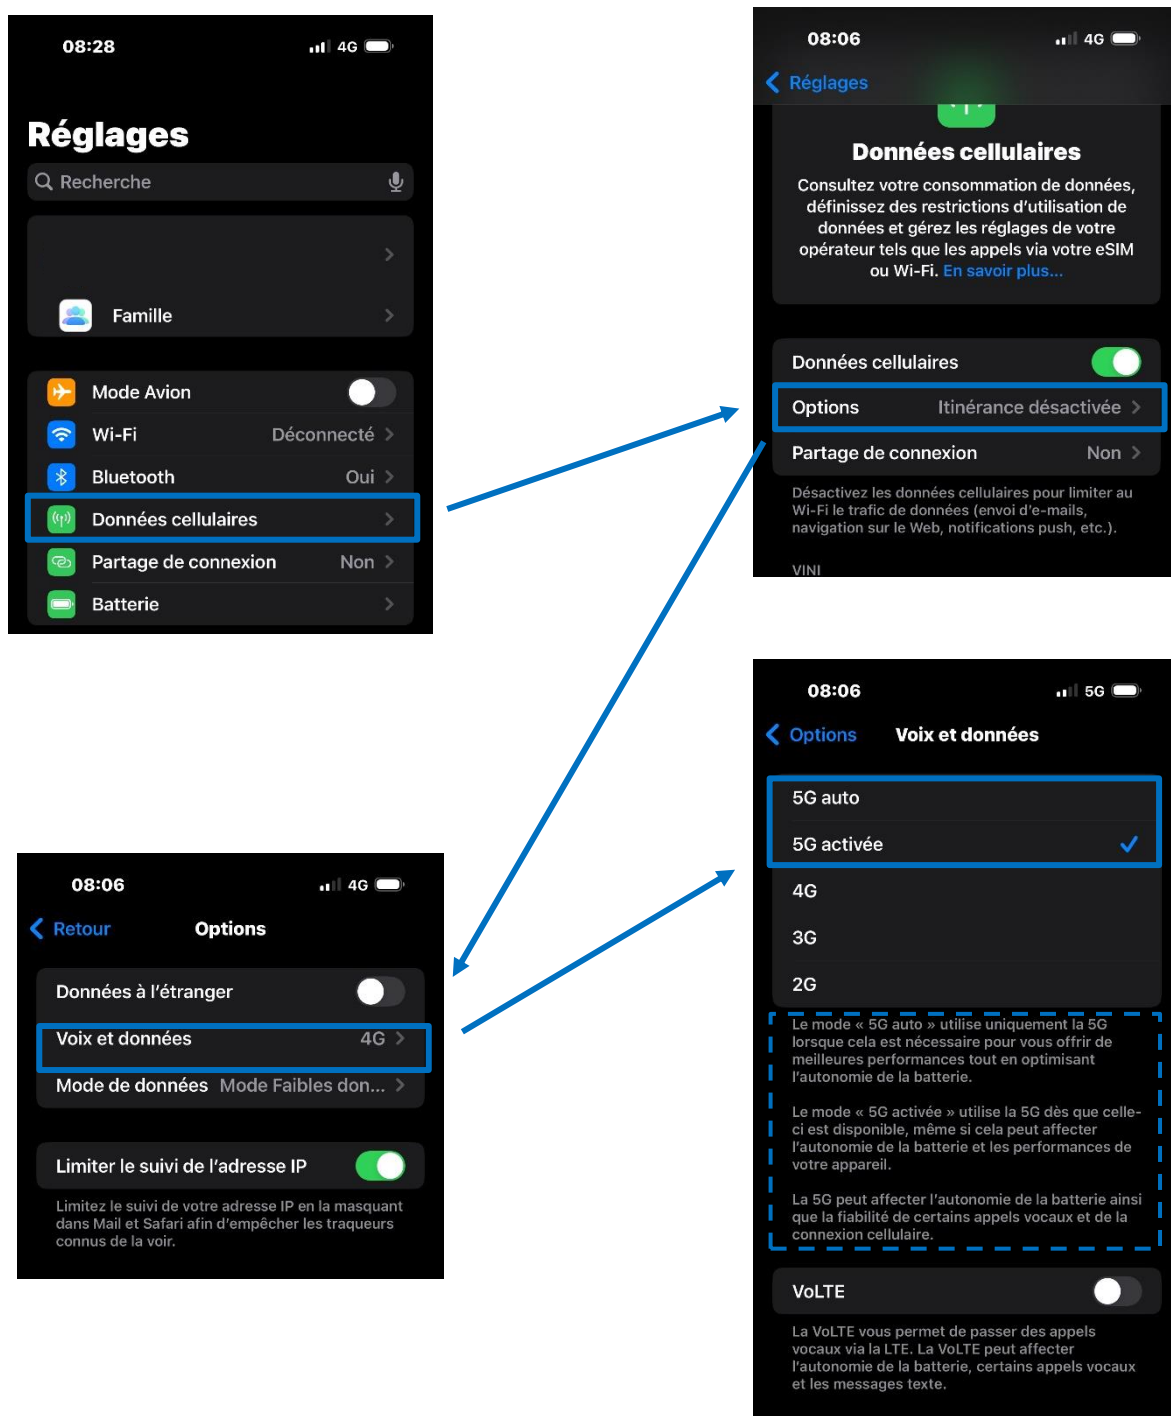 08:28
4G
Réglages
Recherche
Famille
Mode Avion
Wi-Fi Déconnecté
Bluetooth Oui
Données cellulaires
Partage de connexion Non
Batterie
08:06
4G
Réglages
Données cellulaires
Consultez votre consommation de données,
définissez des restrictions d'utilisation de
données et gérez les réglages de votre
opérateur tels que les appels via votre eSIM
ou Wi-Fi. En savoir plus...
Données cellulaires
Options Itinérance désactivée
Partage de connexion Non
Désactivez les données cellulaires pour limiter au
Wi-Fi le trafic de données (envoi d'e-mails,
navigation sur le Web, notifications push, etc.).
VINI
08:06
4G
Retour Options
Données à l'étranger
Voix et données 4G
Mode de données Mode Faibles don...
Limiter le suivi de l'adresse IP
Limitez le suivi de votre adresse IP en la masquant
dans Mail et Safari afin d'empêcher les traqueurs
connus de la voir.
08:06
5G
Options Voix et données
5G auto
5G activée
4G
3G
2G
Le mode « 5G auto » utilise uniquement la 5G
lorsque cela est nécessaire pour vous offrir de
meilleures performances tout en optimisant
l'autonomie de la batterie.
Le mode « 5G activée » utilise la 5G dès que celle-
ci est disponible, même si cela peut affecter
l'autonomie de la batterie et les performances de
votre appareil.
La 5G peut affecter l'autonomie de la batterie ainsi
que la fiabilité de certains appels vocaux et de la
connexion cellulaire.
VoLTE
La VoLTE vous permet de passer des appels
vocaux via la LTE. La VoLTE peut affecter
l'autonomie de la batterie, certains appels vocaux
et les messages texte.